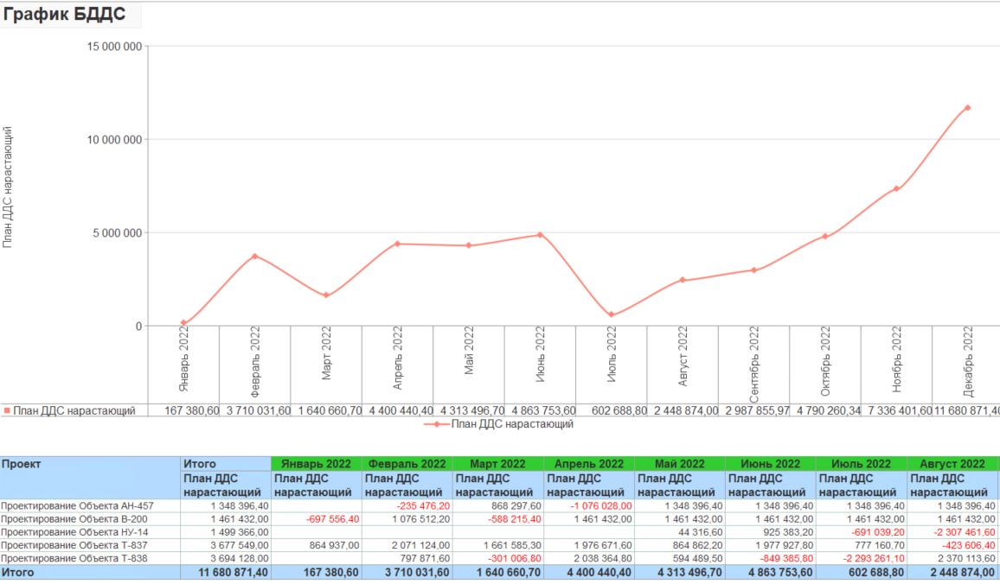 График БДДС
15 000 000
10 000 000
5 000 000
0
План ДДС нарастающий
Январь 2022 Февраль 2022 Март 2022 Апрель 2022 Май 2022 Июнь 2022 Июль 2022 Август 2022 Сентябрь 2022 Октябрь 2022 Ноябрь 2022 Декабрь 2022
План ДДС нарастающий 167 380,60 3 710 031,60 1 640 660,70 4 400 440,40 4 313 496,70 4 863 753,60 602 688,80 2 448 874,00 2 987 855,97 4 790 260,34 7 336 401,60 11 680 871,40
План ДДС нарастающий
Проект Итого Январь 2022 Февраль 2022 Март 2022 Апрель 2022 Май 2022 Июнь 2022 Июль 2022 Август 2022
План ДДС План ДДС План ДДС План ДДС План ДДС План ДДС План ДДС План ДДС План ДДС
нарастающий нарастающий нарастающий нарастающий нарастающий нарастающий нарастающий нарастающий нарастающий
Проектирование Объекта АН-457 1 348 396,40 -235 476,20 868 297,60 -1 076 028,00 1 348 396,40 1 348 396,40 1 348 396,40 1 348 396,40
Проектирование Объекта В-200 1 461 432,00 -697 556,40 1 076 512,20 -588 215,40 1 461 432,00 1 461 432,00 1 461 432,00 1 461 432,00 1 461 432,00
Проектирование Объекта НУ-14 1 499 366,00 44 316,60 925 383,20 -691 039,20 -2 307 461,60
Проектирование Объекта Т-837 3 677 549,00 864 937,00 2 071 124,00 1 661 585,30 1 976 671,60 864 862,20 1 977 927,80 777 160,70 -423 606,40
Проектирование Объекта Т-838 3 694 128,00 797 871,60 -301 006,80 2 038 364,80 594 489,50 -849 385,80 -2 293 261,10 2 370 113,60
Итого 11 680 871,40 167 380,60 3 710 031,60 1 640 660,70 4 400 440,40 4 313 496,70 4 863 753,60 602 688,80 2 448 874,00